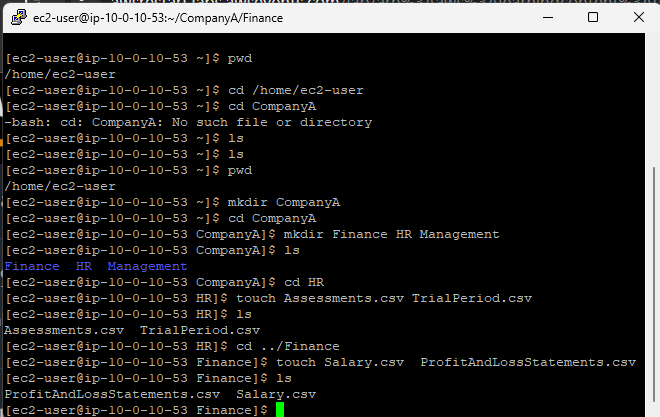 ec2-user@ip-10-0-10-53:~/CompanyA/Finance
[ec2-user@ip-10-0-10-53 ~]$ pwd
/home/ec2-user
[ec2-user@ip-10-0-10-53 ~]$ cd /home/ec2-user
[ec2-user@ip-10-0-10-53 ~]$ cd CompanyA
-bash: cd: CompanyA: No such file or directory
[ec2-user@ip-10-0-10-53 ~]$ ls
[ec2-user@ip-10-0-10-53 ~]$ ls
[ec2-user@ip-10-0-10-53 ~]$ pwd
/home/ec2-user
[ec2-user@ip-10-0-10-53 ~]$ mkdir CompanyA
[ec2-user@ip-10-0-10-53 ~]$ cd CompanyA
[ec2-user@ip-10-0-10-53 CompanyA]$ mkdir Finance HR Management
[ec2-user@ip-10-0-10-53 CompanyA]$ ls
Finance  HR  Management
[ec2-user@ip-10-0-10-53 CompanyA]$ cd HR
[ec2-user@ip-10-0-10-53 HR]$ touch Assessments.csv TrialPeriod.csv
[ec2-user@ip-10-0-10-53 HR]$ ls
Assessments.csv  TrialPeriod.csv
[ec2-user@ip-10-0-10-53 HR]$ cd ../Finance
[ec2-user@ip-10-0-10-53 Finance]$ touch Salary.csv  ProfitAndLossStatements.csv
[ec2-user@ip-10-0-10-53 Finance]$ ls
ProfitAndLossStatements.csv  Salary.csv
[ec2-user@ip-10-0-10-53 Finance]$